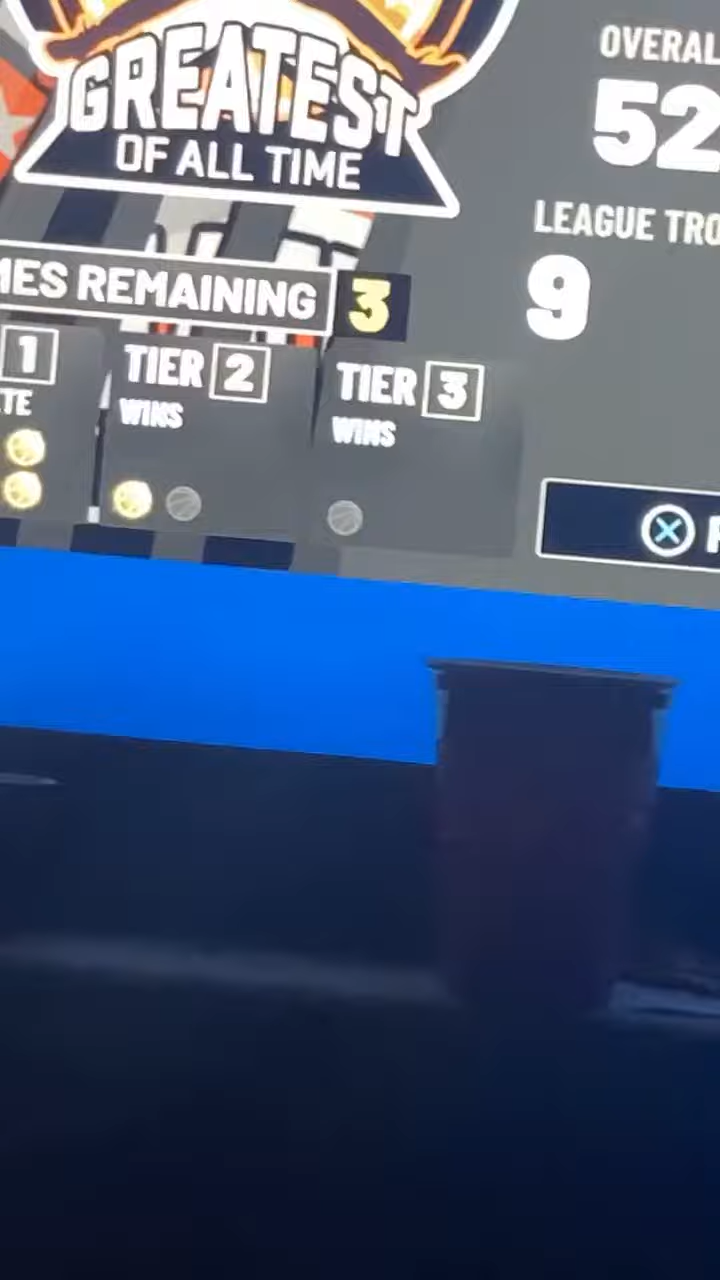 GREATEST
OF ALL TIME
OVERAL
52
LEAGUE TRO
9
MES REMAINING 3
1
TE
TIER 2
WINS
TIER 3
WINS